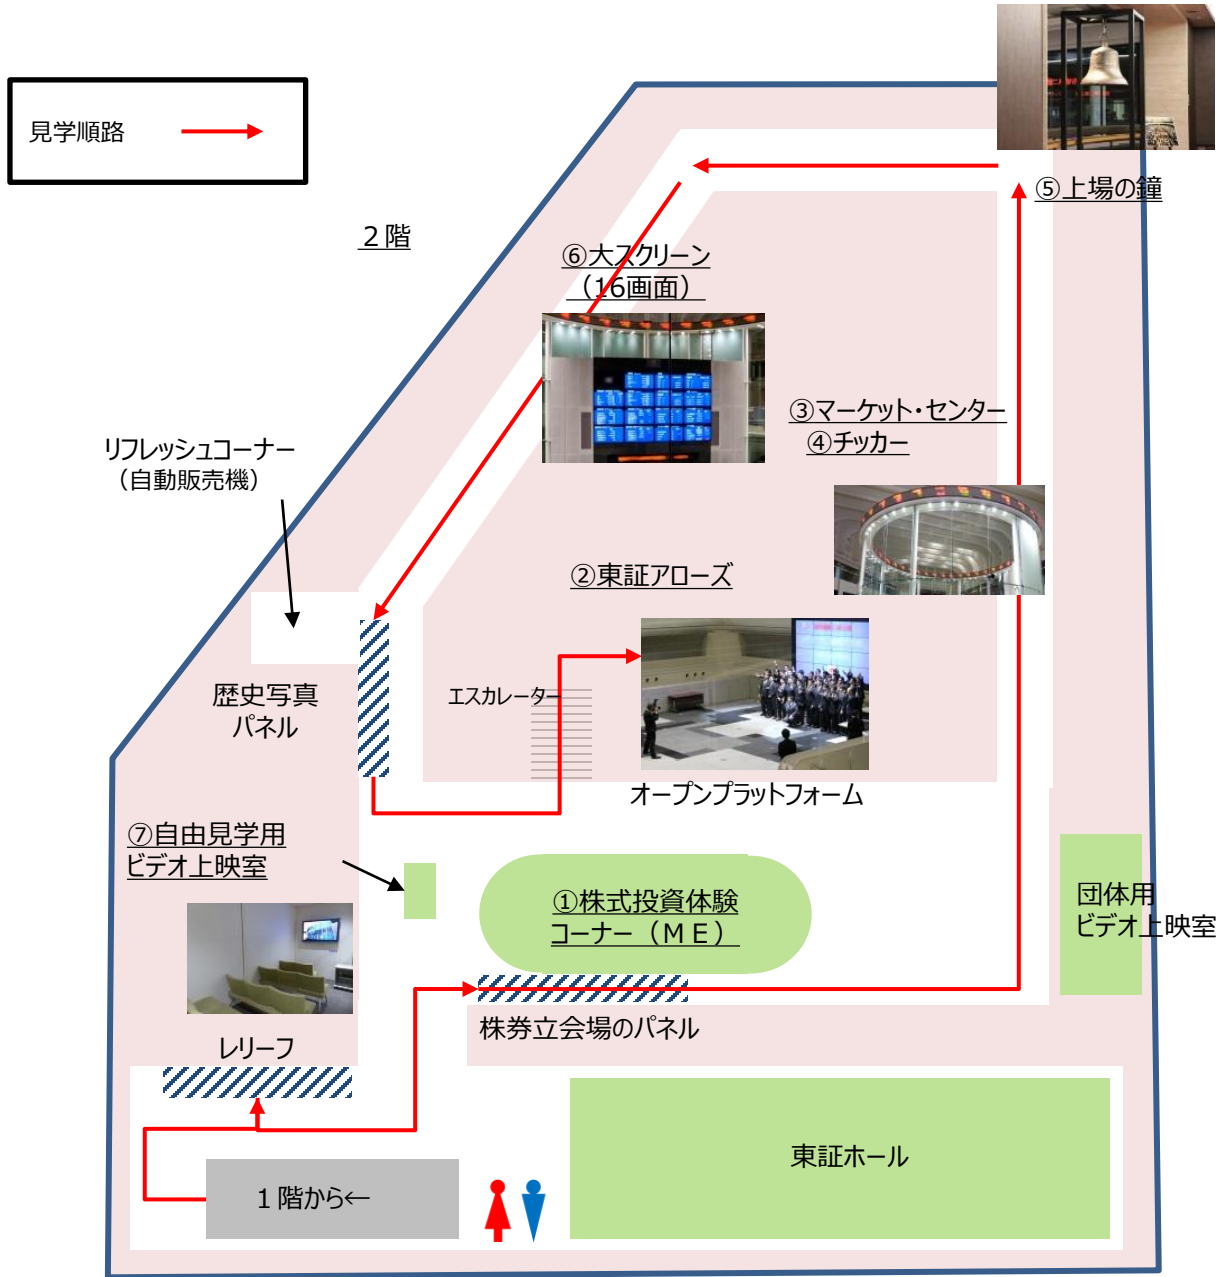 見学順路
２階
⑤上場の鐘
⑥大スクリーン
（16画面）
③マーケット・センター
④チッカー
リフレッシュコーナー
（自動販売機）
②東証アローズ
歴史写真
パネル
エスカレーター
オープンプラットフォーム
⑦自由見学用
ビデオ上映室
①株式投資体験
コーナー（ＭＥ）
団体用
ビデオ上映室
株券立会場のパネル
レリーフ
東証ホール
１階から←